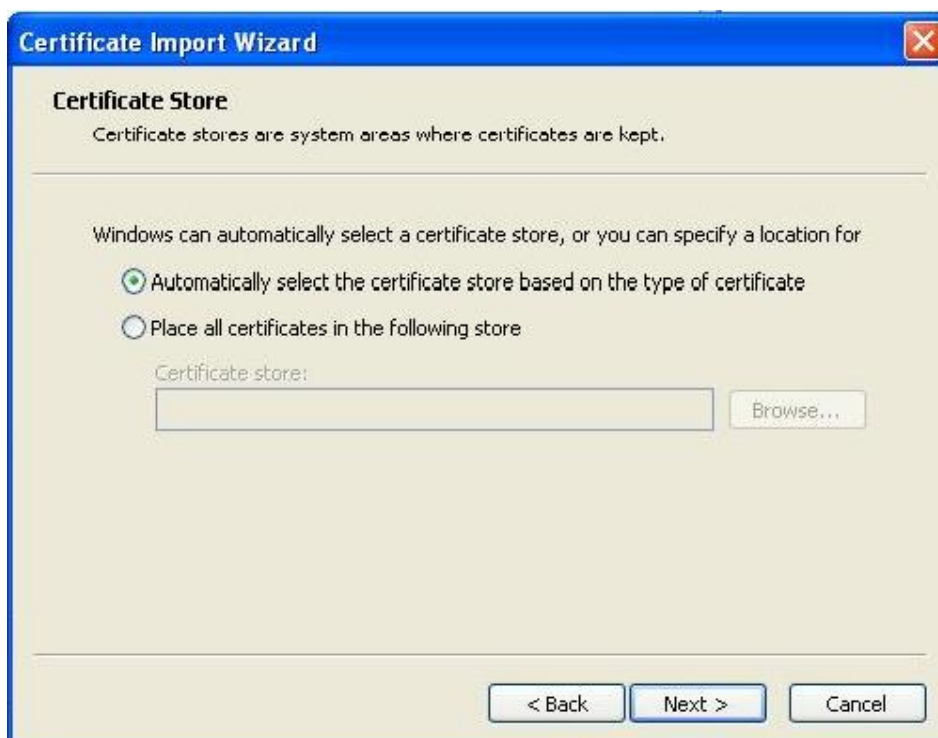 Certificate Import Wizard
Certificate Store
Certificate stores are system areas where certificates are kept.
Windows can automatically select a certificate store, or you can specify a location for
Automatically select the certificate store based on the type of certificate
Place all certificates in the following store
Certificate store:
Browse...
< Back Next > Cancel